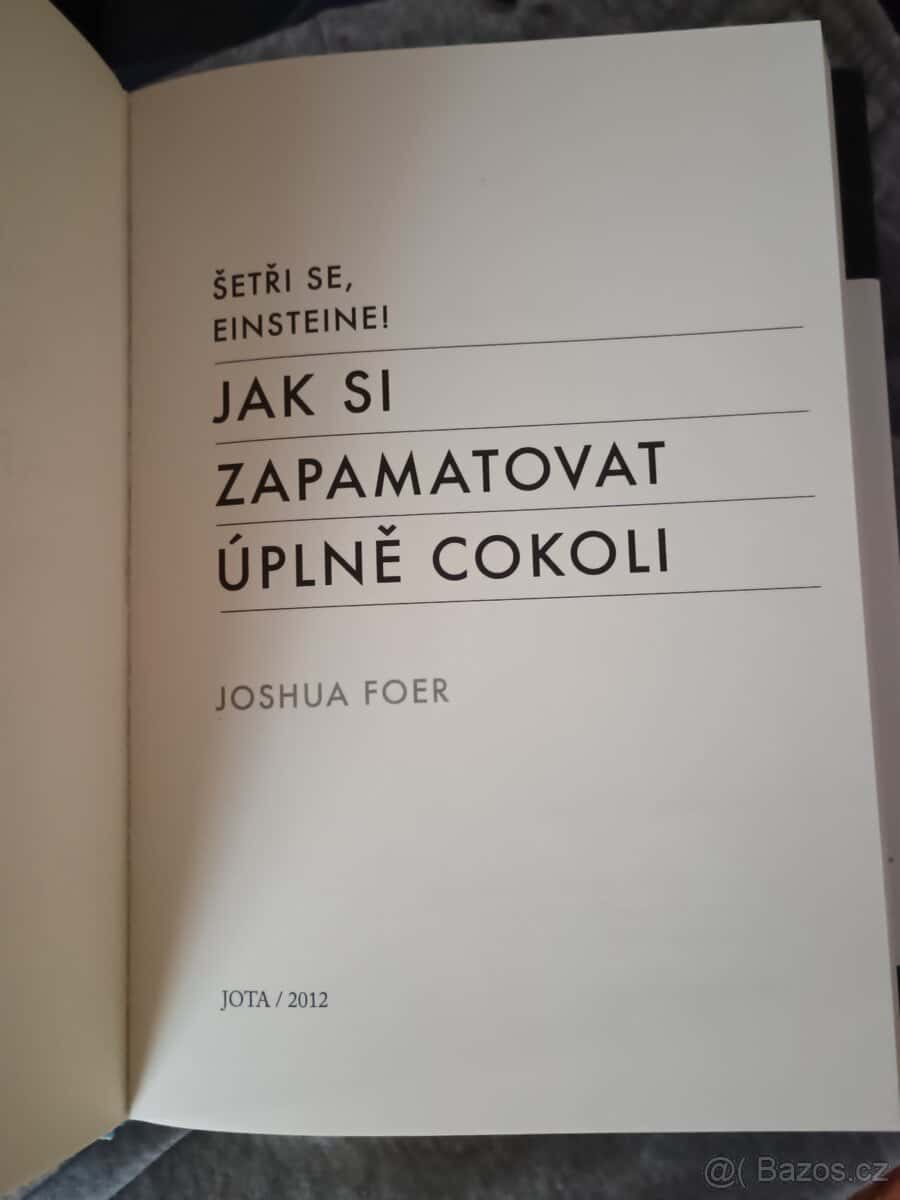 ŠETŘI SE,
EINSTEINE!
JAK SI
ZAPAMATOVAT
ÚPLNĚ COKOLI
JOSHUA FOER
JOTA / 2012
@( Bazos.cz